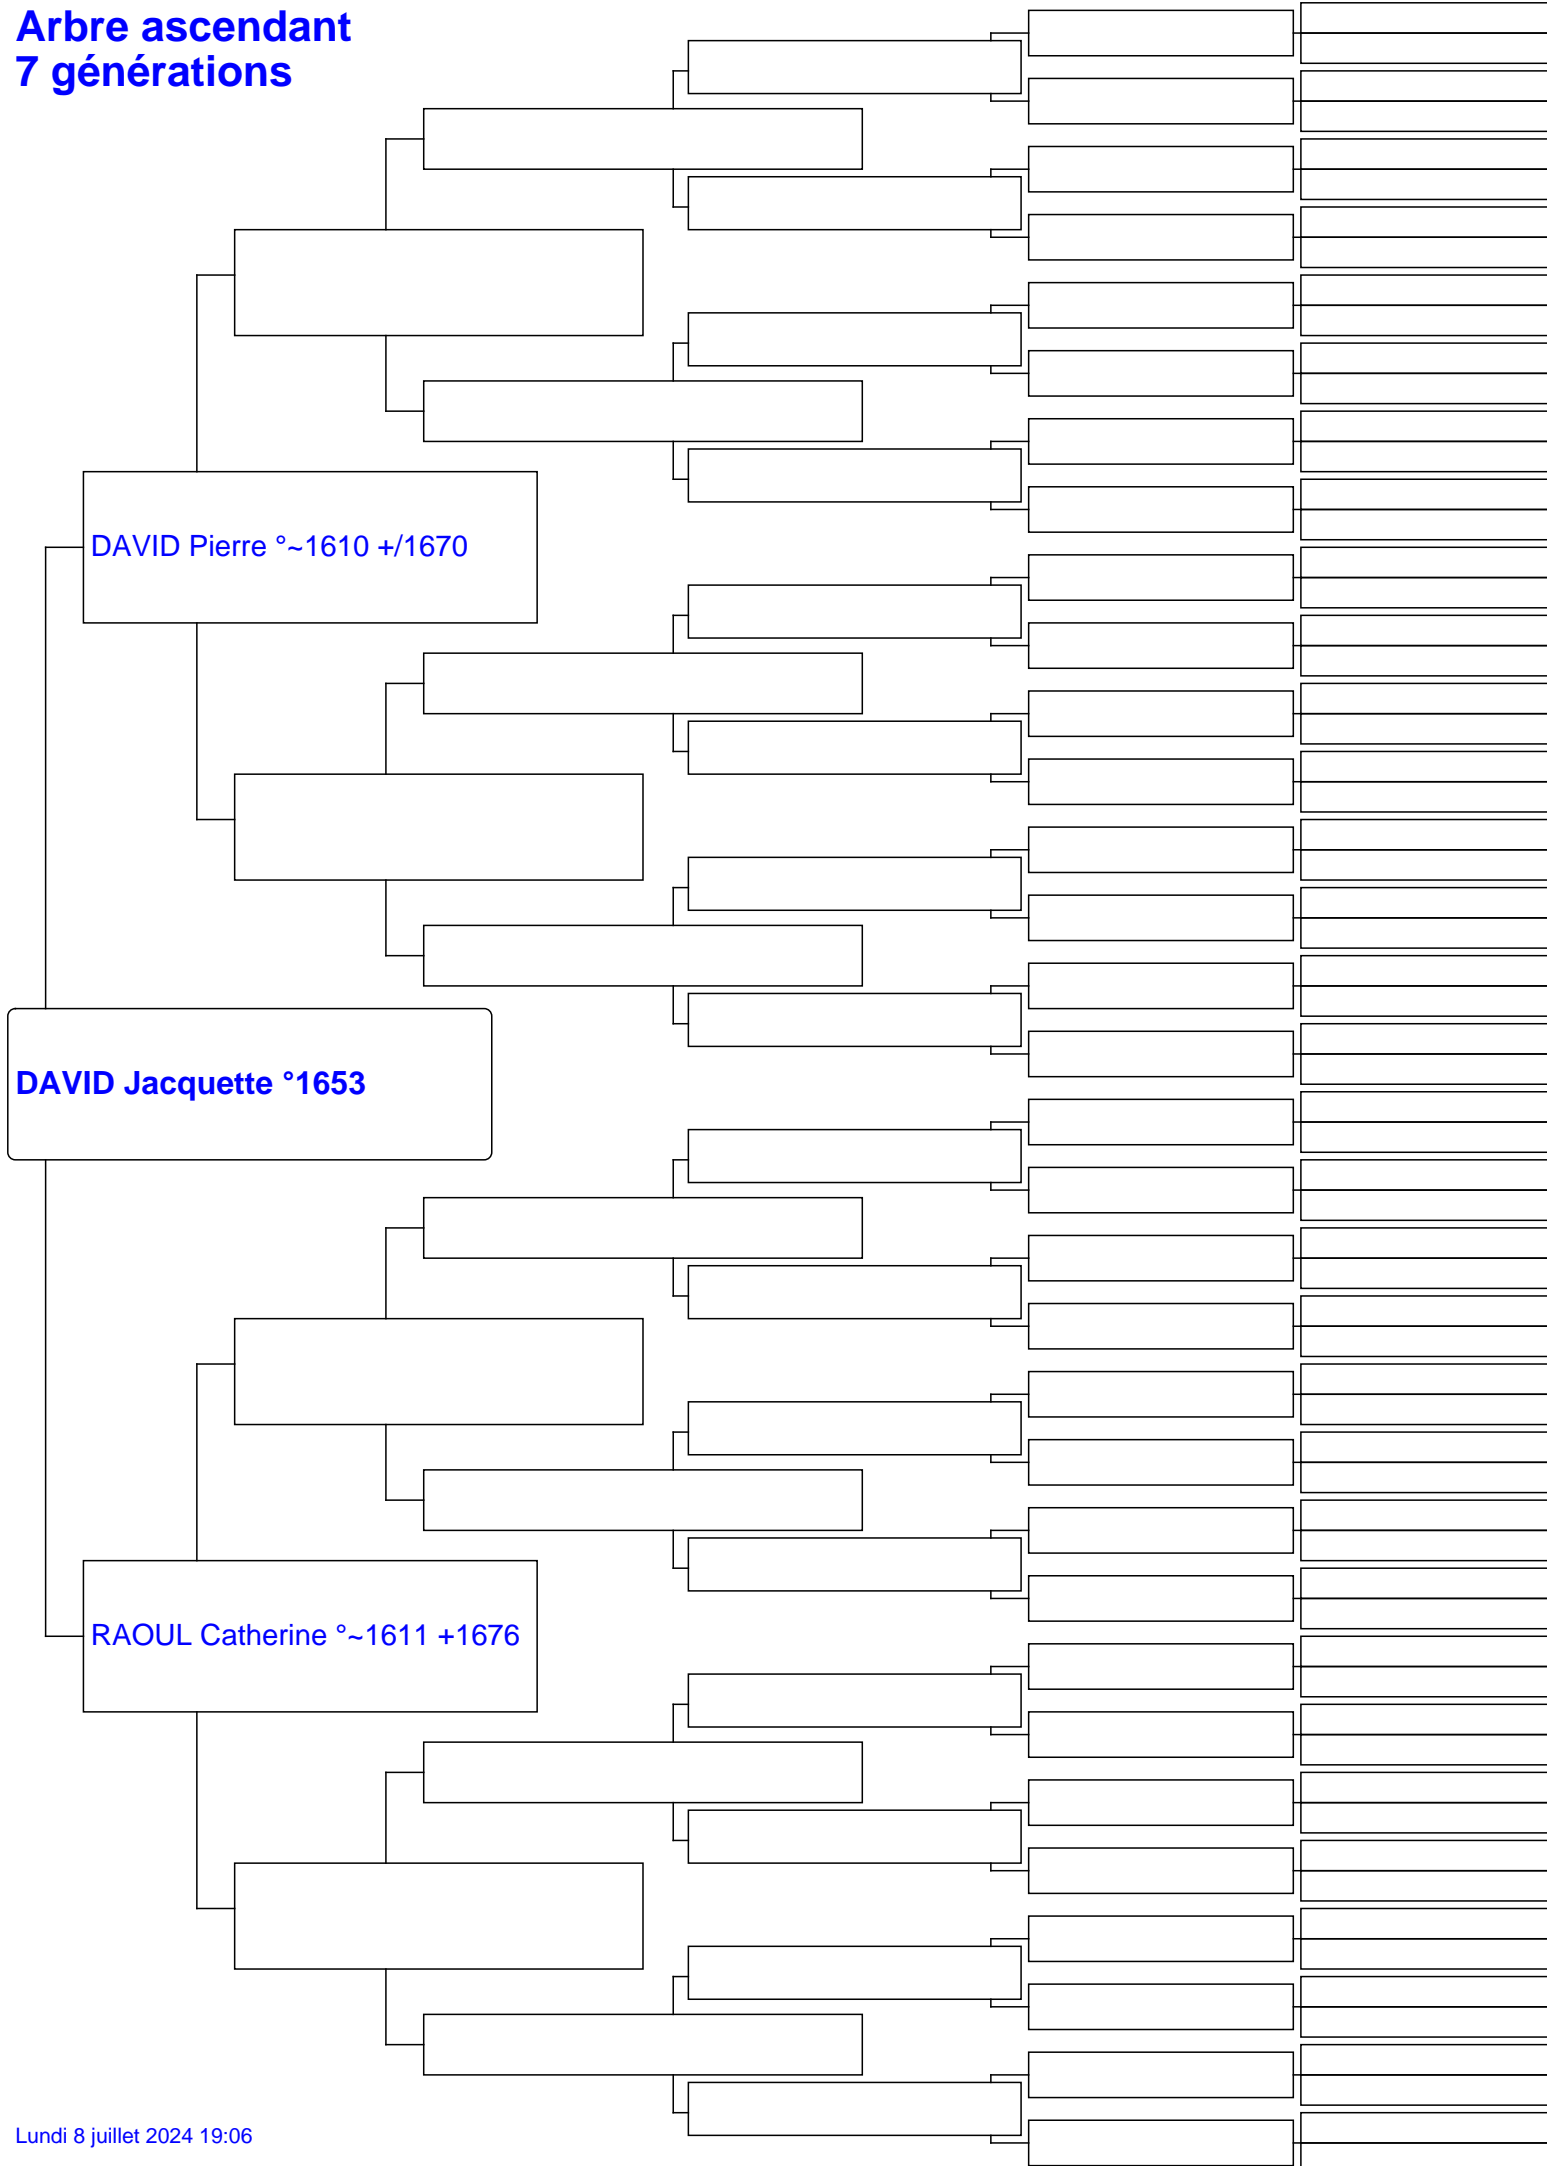 Arbre ascendant
7 générations
DAVID Pierre °~1610 +/1670
DAVID Jacquette °1653
RAOUL Catherine °~1611 +1676
Lundi 8 juillet 2024 19:06